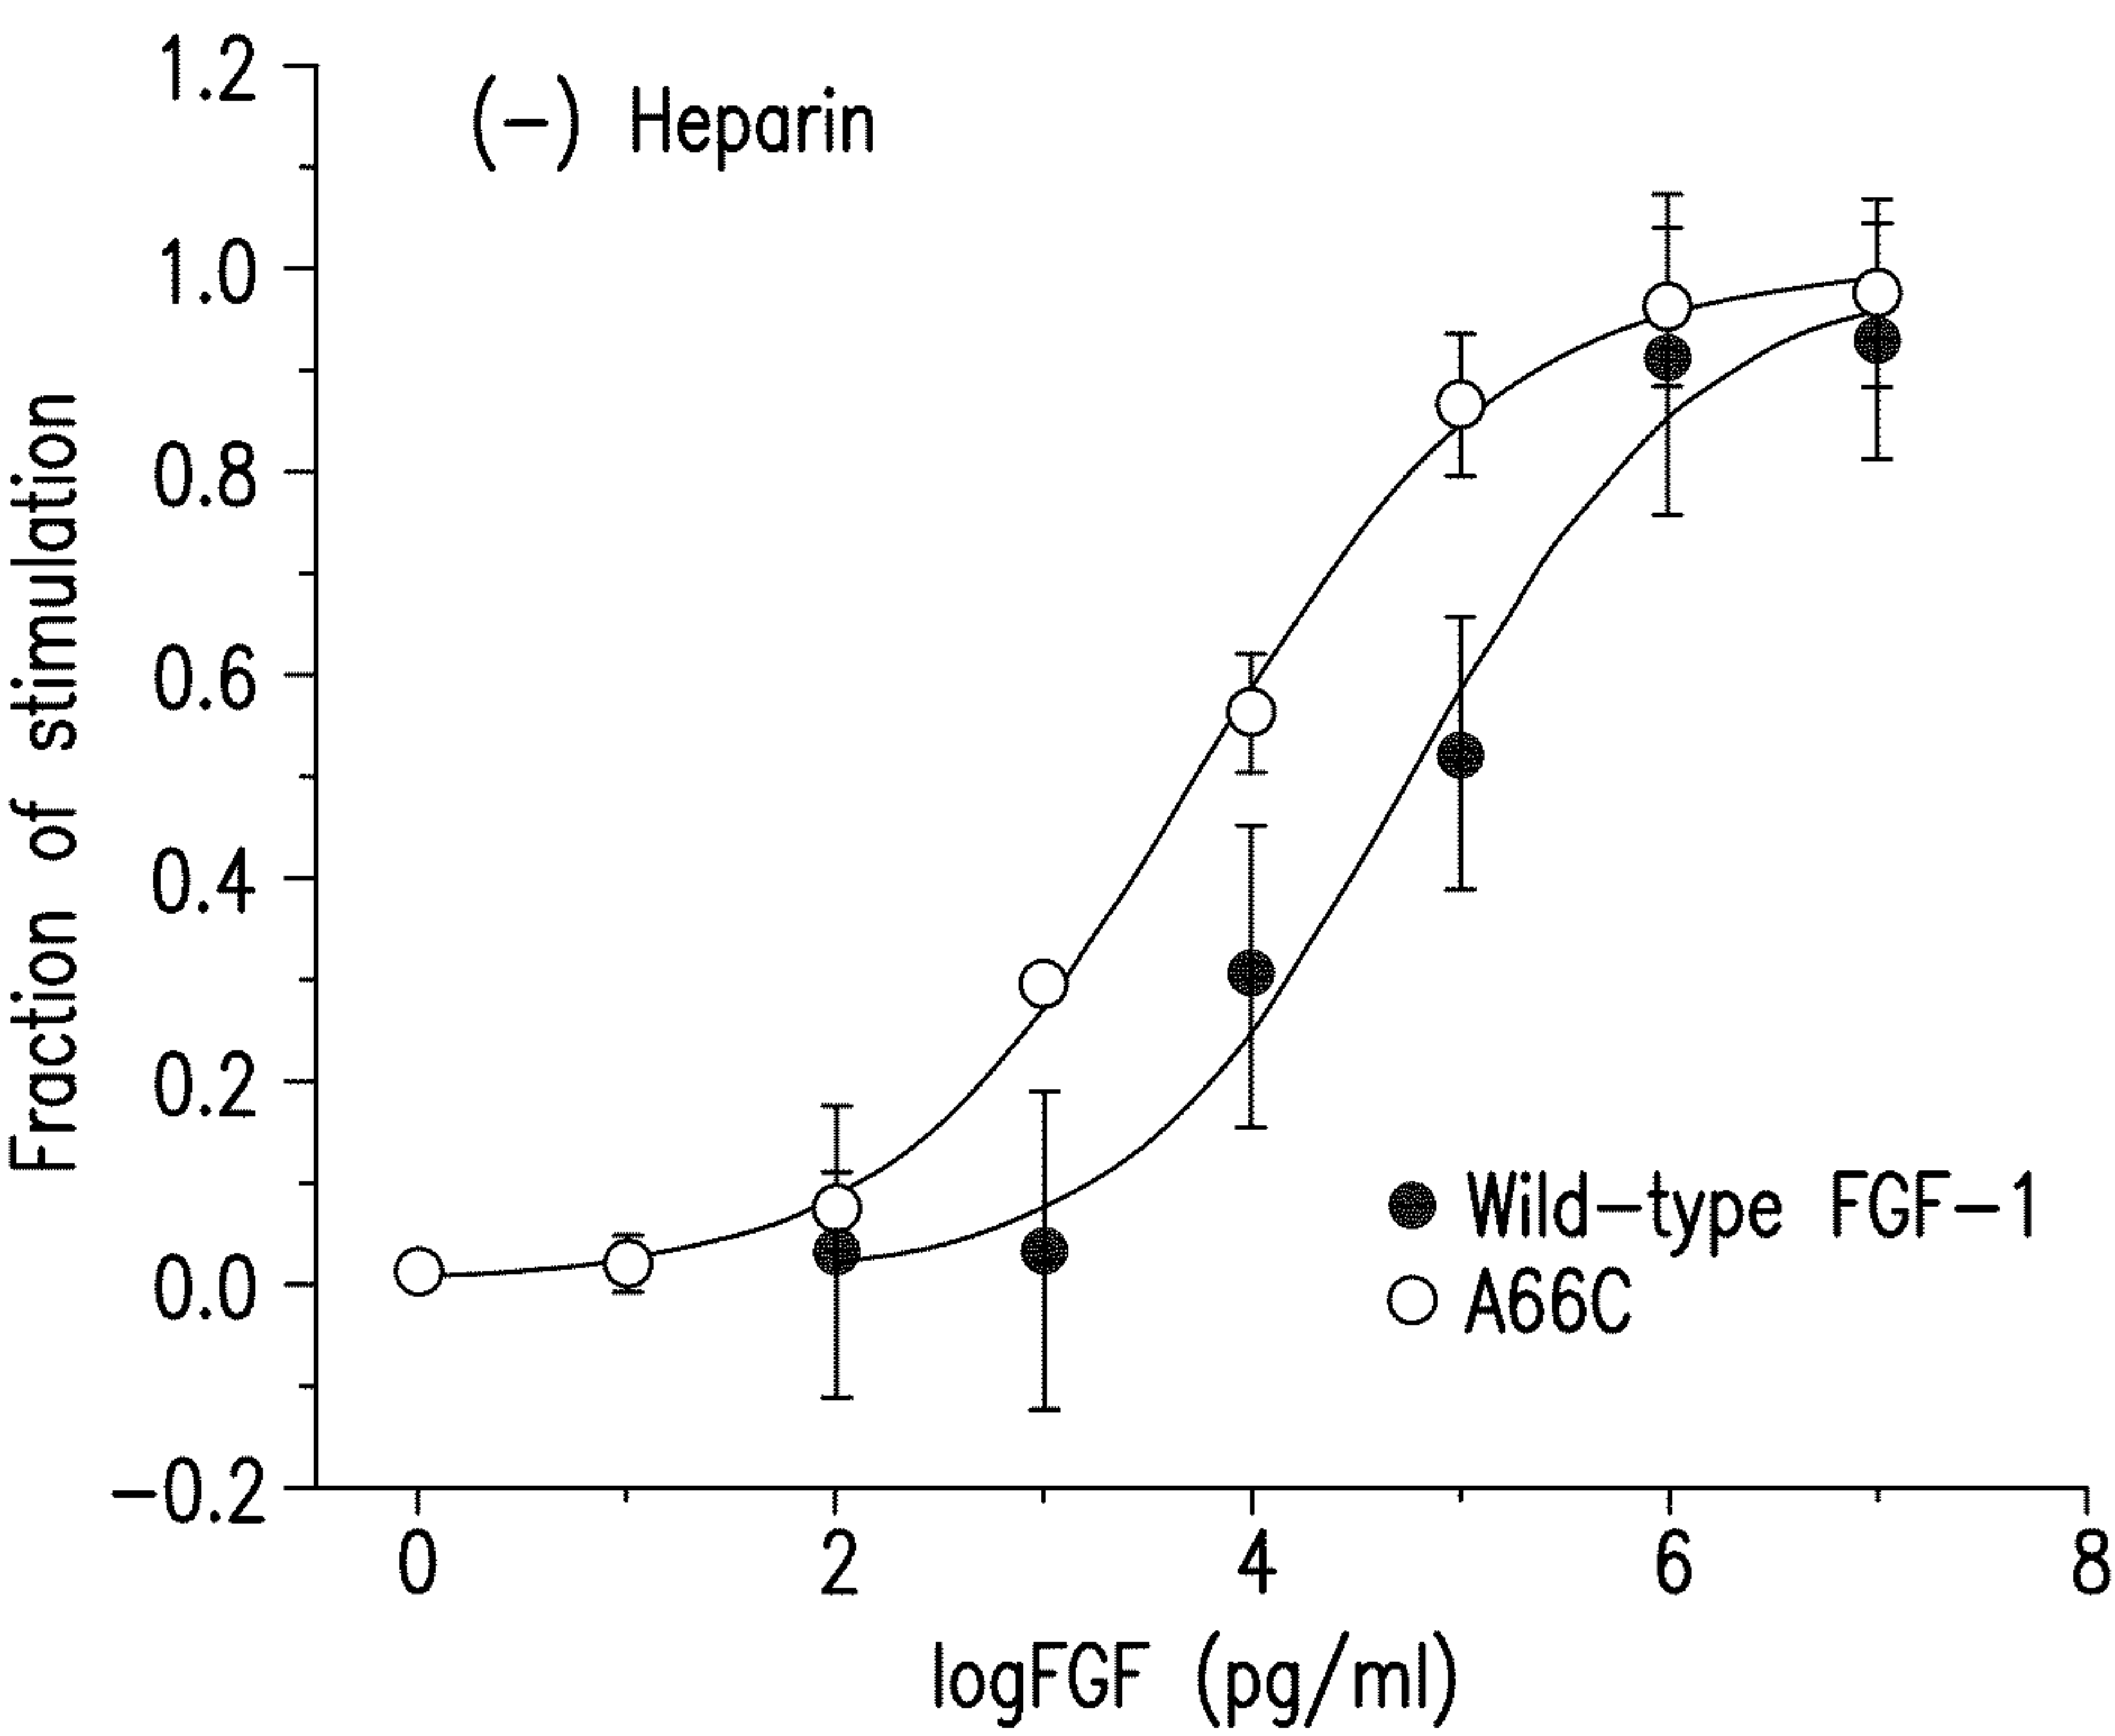 (−) Heparin
1.2
1.0
0.8
0.6
0.4
0.2
0.0
−0.2
Fraction of stimulation
Wild−type FGF−1
A66C
0 2 4 6 8
logFGF (pg/ml)